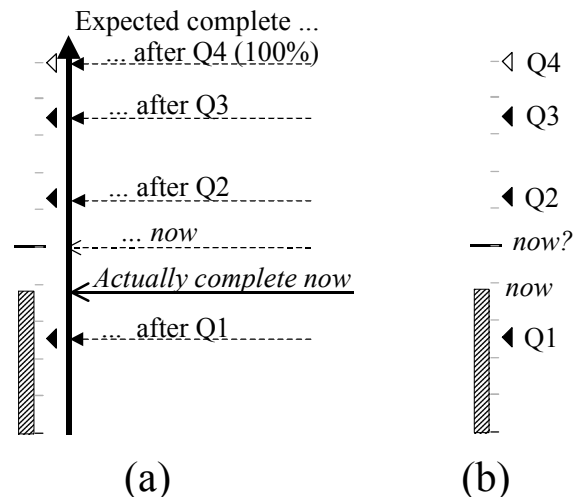 Expected complete ...
... after Q4 (100%)
... after Q3
... after Q2
... now
Actually complete now
... after Q1
(a)
Q4
Q3
Q2
now?
now
Q1
(b)